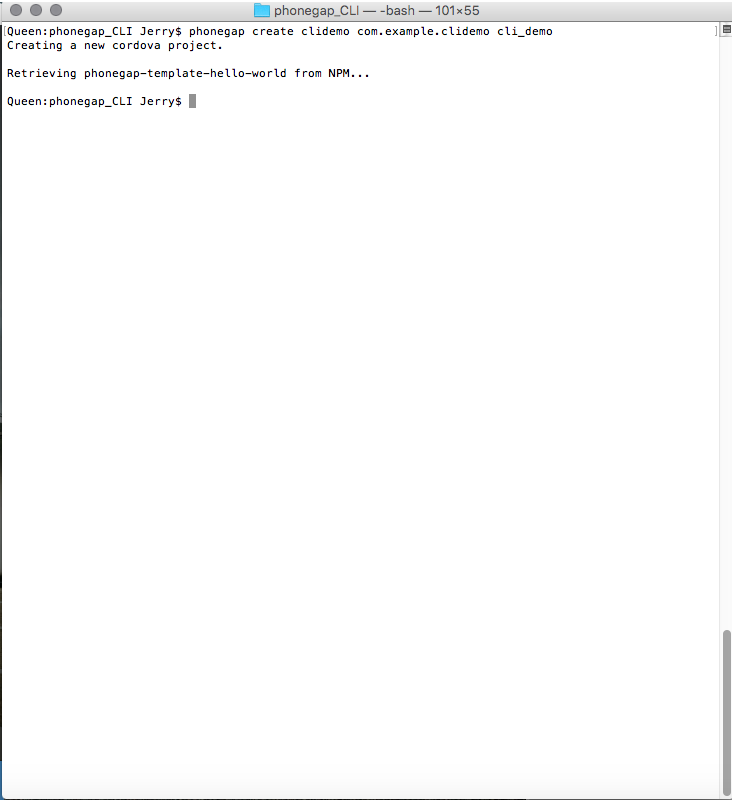 phonegap_CLI — -bash — 101×55
[Queen:phonegap_CLI Jerry$ phonegap create clidemo com.example.clidemo cli_demo ]
Creating a new cordova project.
Retrieving phonegap-template-hello-world from NPM...
Queen:phonegap_CLI Jerry$